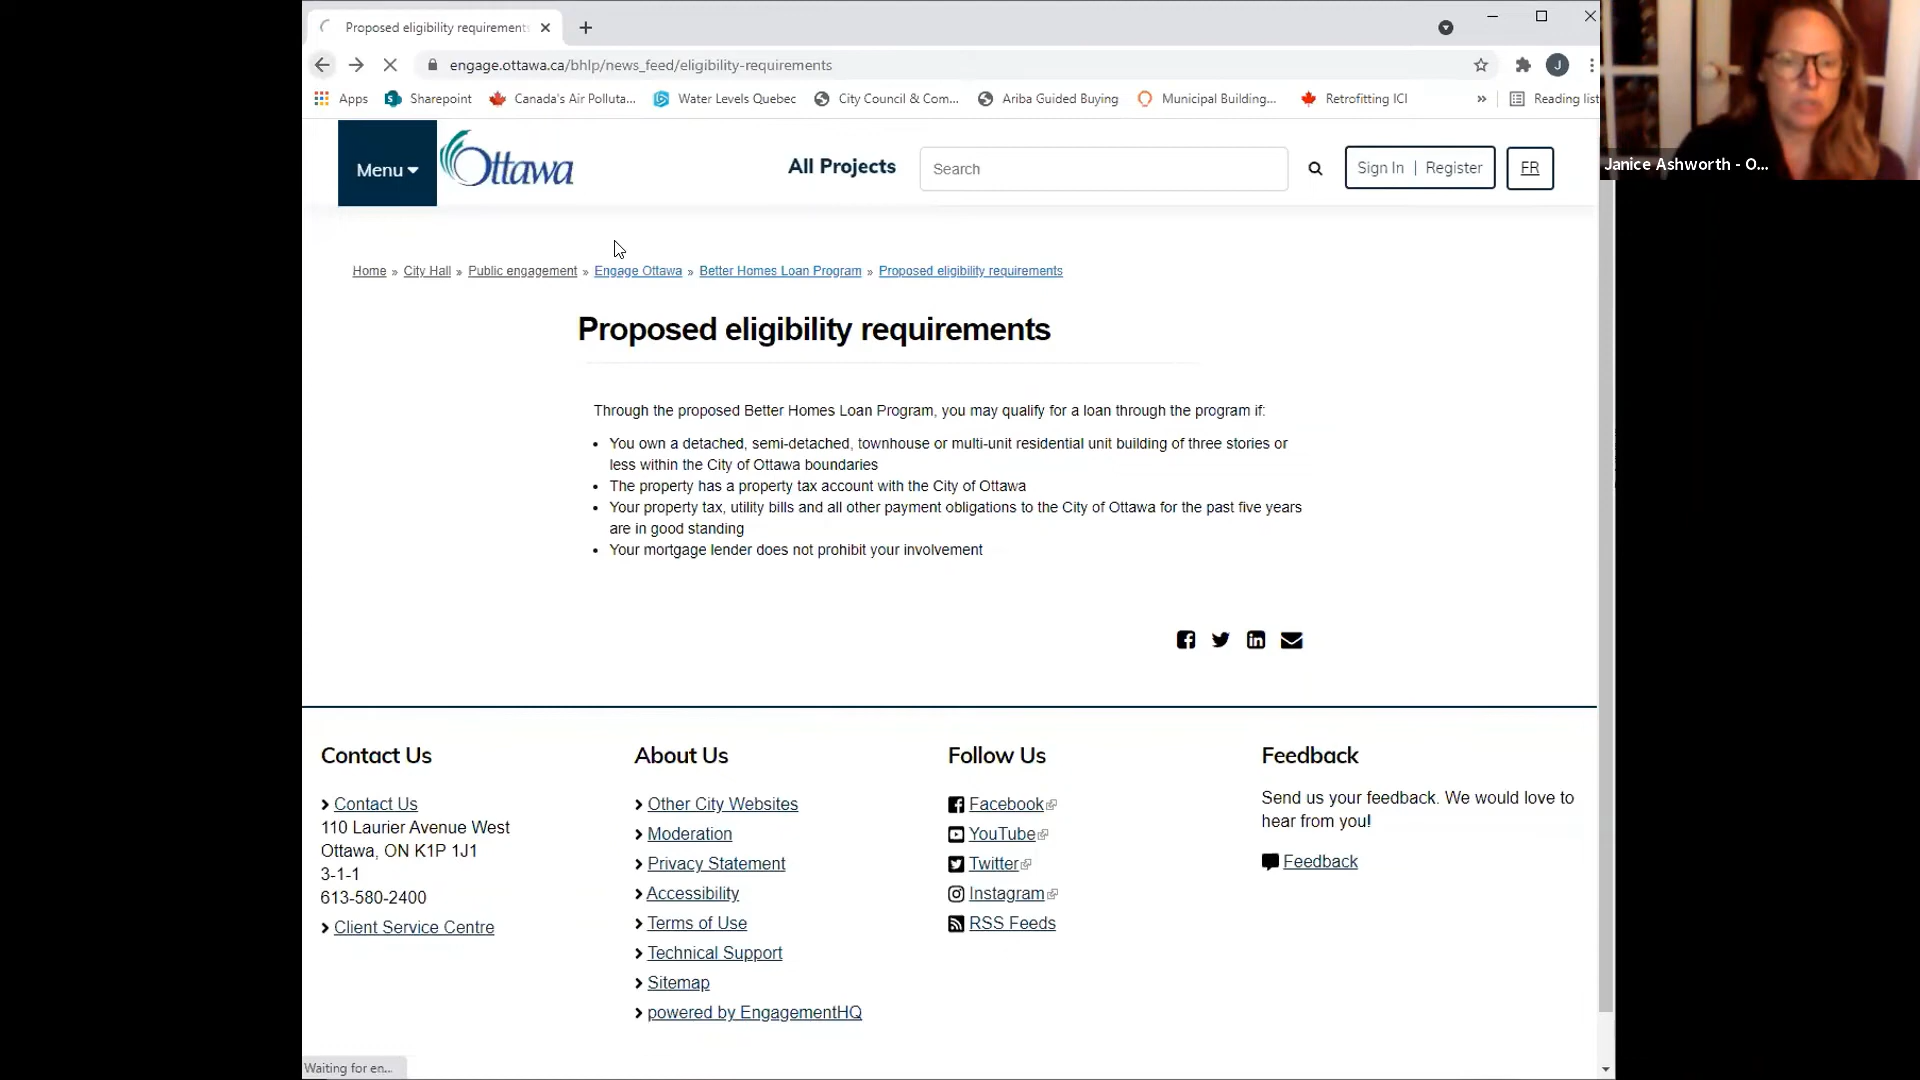 Proposed eligibility requirement
engage.ottawa.ca/bhlp/news_feed/eligibility-requirements
J
Apps Sharepoint Canada's Air Polluta... Water Levels Quebec City Council & Com... Ariba Guided Buying Municipal Building... Retrofitting ICI » Reading list
Menu Ottawa All Projects Search Sign In | Register FR
Janice Ashworth - O...
Home » City Hall » Public engagement » Engage Ottawa » Better Homes Loan Program » Proposed eligibility requirements
Proposed eligibility requirements
Through the proposed Better Homes Loan Program, you may qualify for a loan through the program if:
• You own a detached, semi-detached, townhouse or multi-unit residential unit building of three stories or
less within the City of Ottawa boundaries
• The property has a property tax account with the City of Ottawa
• Your property tax, utility bills and all other payment obligations to the City of Ottawa for the past five years
are in good standing
• Your mortgage lender does not prohibit your involvement
Contact Us
Contact Us
110 Laurier Avenue West
Ottawa, ON K1P 1J1
3-1-1
613-580-2400
Client Service Centre
About Us
Other City Websites
Moderation
Privacy Statement
Accessibility
Terms of Use
Technical Support
Sitemap
powered by EngagementHQ
Follow Us
Facebook
YouTube
Twitter
Instagram
RSS Feeds
Feedback
Send us your feedback. We would love to
hear from you!
Feedback
Waiting for en...